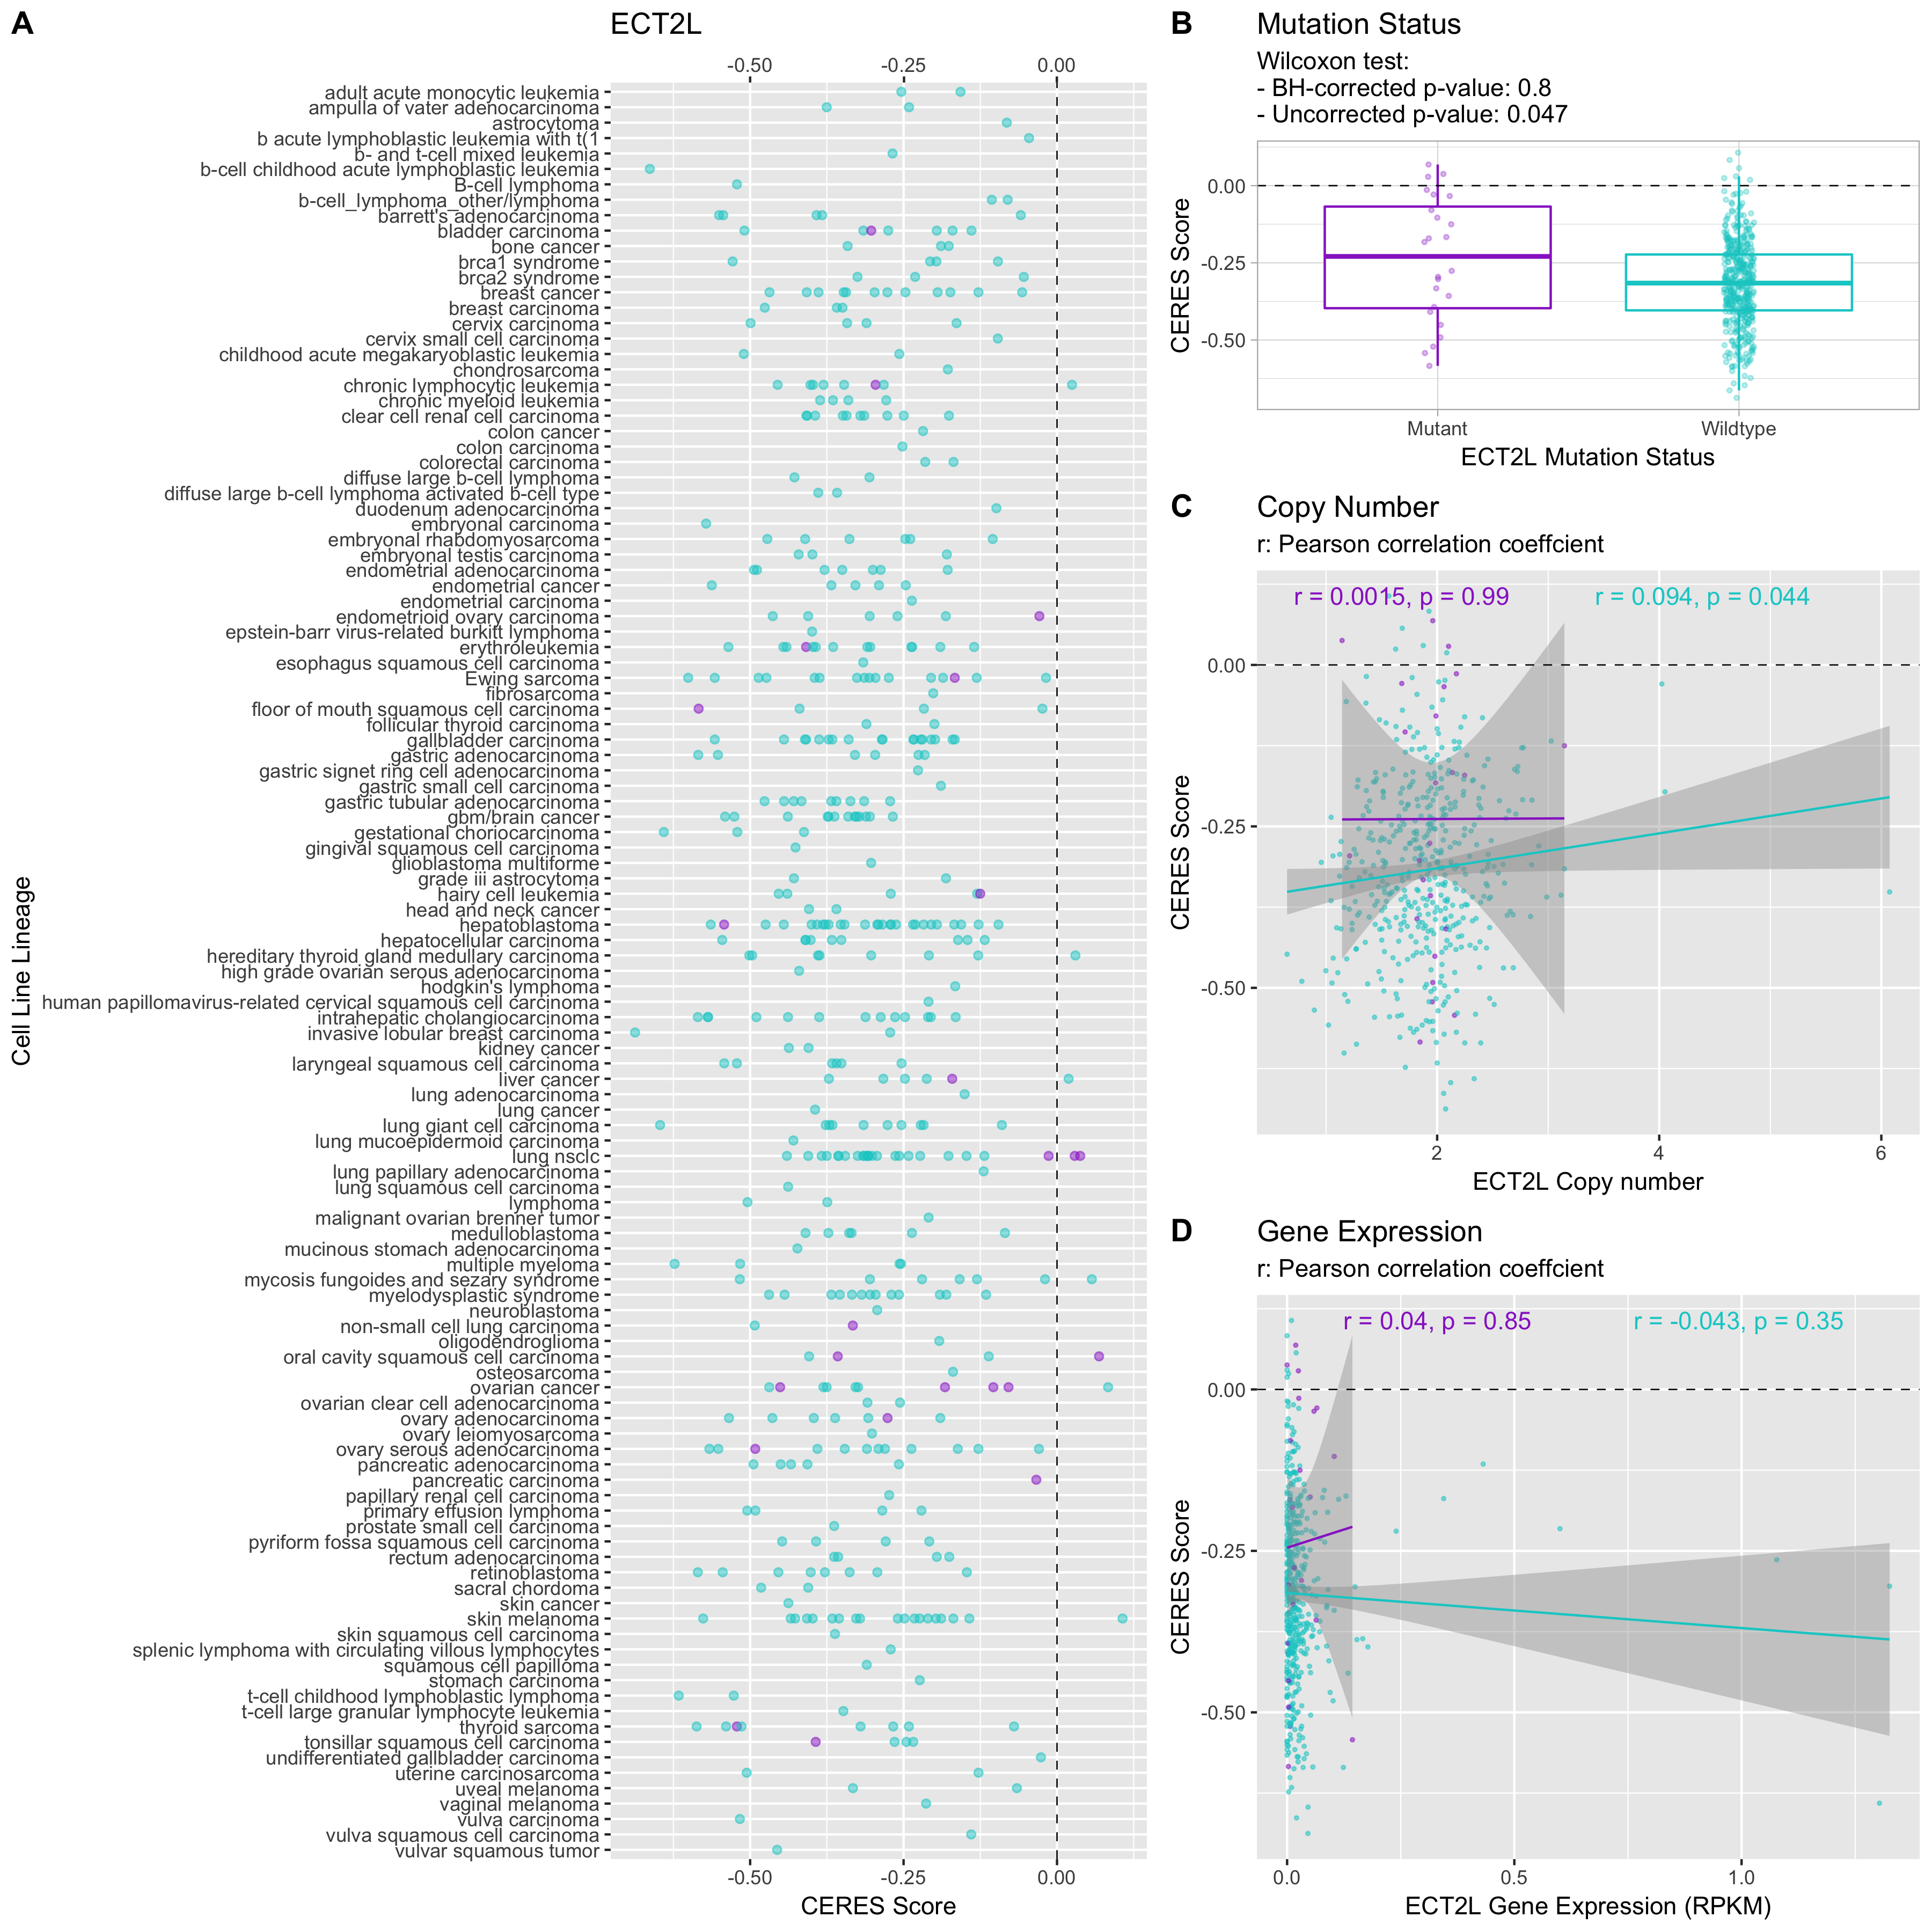 A
ECT2L
-0.50 -0.25 0.00
adult acute monocytic leukemia
ampulla of vater adenocarcinoma
astrocytoma
b acute lymphoblastic leukemia with t(1
b- and t-cell mixed leukemia
b-cell childhood acute lymphoblastic leukemia
B-cell lymphoma
b-cell_lymphoma_other/lymphoma
barrett's adenocarcinoma
bladder carcinoma
bone cancer
brca1 syndrome
brca2 syndrome
breast cancer
breast carcinoma
cervix carcinoma
cervix small cell carcinoma
childhood acute megakaryoblastic leukemia
chondrosarcoma
chronic lymphocytic leukemia
chronic myeloid leukemia
clear cell renal cell carcinoma
colon cancer
colon carcinoma
colorectal carcinoma
diffuse large b-cell lymphoma
diffuse large b-cell lymphoma activated b-cell type
duodenum adenocarcinoma
embryonal carcinoma
embryonal rhabdomyosarcoma
embryonal testis carcinoma
endometrial adenocarcinoma
endometrial cancer
endometrial carcinoma
endometrioid ovary carcinoma
epstein-barr virus-related burkitt lymphoma
erythroleukemia
esophagus squamous cell carcinoma
Ewing sarcoma
fibrosarcoma
floor of mouth squamous cell carcinoma
follicular thyroid carcinoma
gallbladder carcinoma
gastric adenocarcinoma
gastric signet ring cell adenocarcinoma
gastric small cell carcinoma
gastric tubular adenocarcinoma
gbm/brain cancer
gestational choriocarcinoma
gingival squamous cell carcinoma
glioblastoma multiforme
grade iii astrocytoma
hairy cell leukemia
head and neck cancer
hepatoblastoma
hepatocellular carcinoma
hereditary thyroid gland medullary carcinoma
high grade ovarian serous adenocarcinoma
hodgkin's lymphoma
human papillomavirus-related cervical squamous cell carcinoma
intrahepatic cholangiocarcinoma
invasive lobular breast carcinoma
kidney cancer
laryngeal squamous cell carcinoma
liver cancer
lung adenocarcinoma
lung cancer
lung giant cell carcinoma
lung mucoepidermoid carcinoma
lung nsclc
lung papillary adenocarcinoma
lung squamous cell carcinoma
lymphoma
malignant ovarian brenner tumor
medulloblastoma
mucinous stomach adenocarcinoma
multiple myeloma
mycosis fungoides and sezary syndrome
myelodysplastic syndrome
neuroblastoma
non-small cell lung carcinoma
oligodendroglioma
oral cavity squamous cell carcinoma
osteosarcoma
ovarian cancer
ovarian clear cell adenocarcinoma
ovary adenocarcinoma
ovary leiomyosarcoma
ovary serous adenocarcinoma
pancreatic adenocarcinoma
pancreatic carcinoma
papillary renal cell carcinoma
primary effusion lymphoma
prostate small cell carcinoma
pyriform fossa squamous cell carcinoma
rectum adenocarcinoma
retinoblastoma
sacral chordoma
skin cancer
skin melanoma
skin squamous cell carcinoma
splenic lymphoma with circulating villous lymphocytes
squamous cell papilloma
stomach carcinoma
t-cell childhood lymphoblastic lymphoma
t-cell large granular lymphocyte leukemia
thyroid sarcoma
tonsillar squamous cell carcinoma
undifferentiated gallbladder carcinoma
uterine carcinosarcoma
uveal melanoma
vaginal melanoma
vulva carcinoma
vulva squamous cell carcinoma
vulvar squamous tumor
-0.50 -0.25 0.00
CERES Score
Cell Line Lineage
B
Mutation Status
Wilcoxon test:
- BH-corrected p-value: 0.8
- Uncorrected p-value: 0.047
0.00
-0.25
-0.50
CERES Score
Mutant Wildtype
ECT2L Mutation Status
C
Copy Number
r: Pearson correlation coeffcient
r = 0.0015, p = 0.99 r = 0.094, p = 0.044
0.00
-0.25
-0.50
CERES Score
2 4 6
ECT2L Copy number
D
Gene Expression
r: Pearson correlation coeffcient
r = 0.04, p = 0.85 r = -0.043, p = 0.35
0.00
-0.25
-0.50
CERES Score
0.0 0.5 1.0
ECT2L Gene Expression (RPKM)